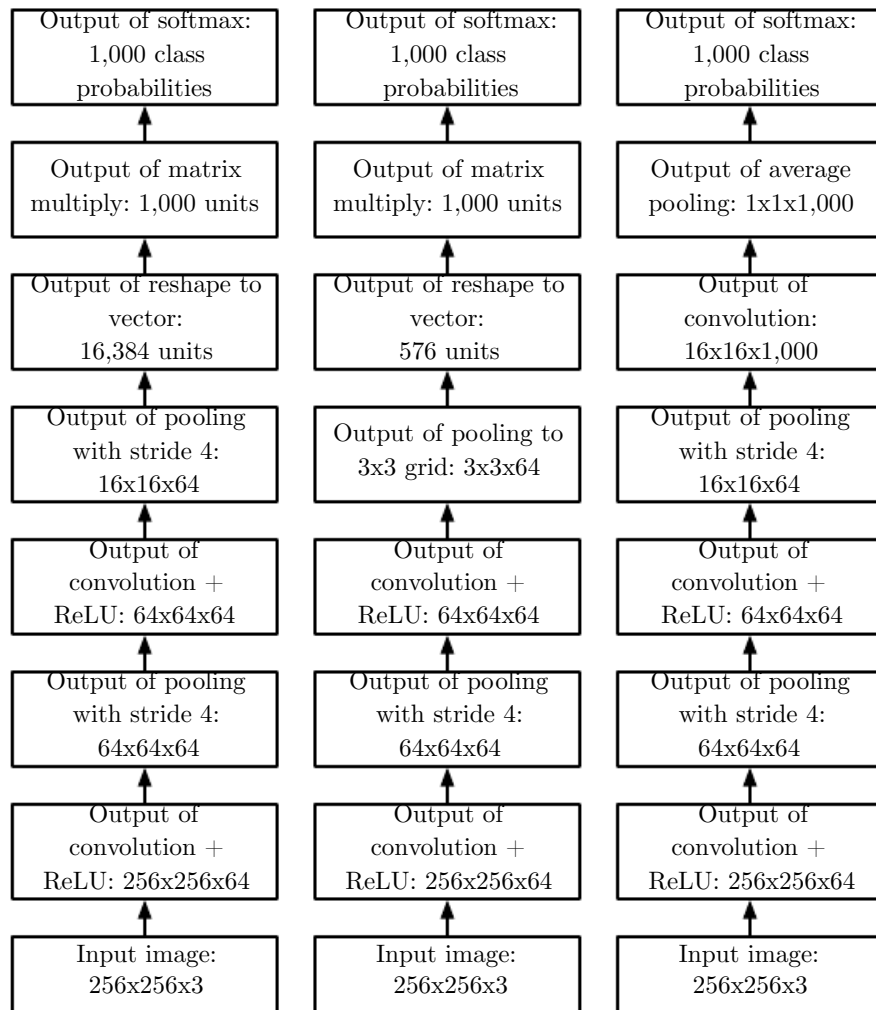 Output of softmax:
1,000 class
probabilities
Output of matrix
multiply: 1,000 units
Output of reshape to
vector:
16,384 units
Output of pooling
with stride 4:
16x16x64
Output of
convolution +
ReLU: 64x64x64
Output of pooling
with stride 4:
64x64x64
Output of
convolution +
ReLU: 256x256x64
Input image:
256x256x3
Output of softmax:
1,000 class
probabilities
Output of matrix
multiply: 1,000 units
Output of reshape to
vector:
576 units
Output of pooling to
3x3 grid: 3x3x64
Output of
convolution +
ReLU: 64x64x64
Output of pooling
with stride 4:
64x64x64
Output of
convolution +
ReLU: 256x256x64
Input image:
256x256x3
Output of softmax:
1,000 class
probabilities
Output of average
pooling: 1x1x1,000
Output of
convolution:
16x16x1,000
Output of pooling
with stride 4:
16x16x64
Output of
convolution +
ReLU: 64x64x64
Output of pooling
with stride 4:
64x64x64
Output of
convolution +
ReLU: 256x256x64
Input image:
256x256x3